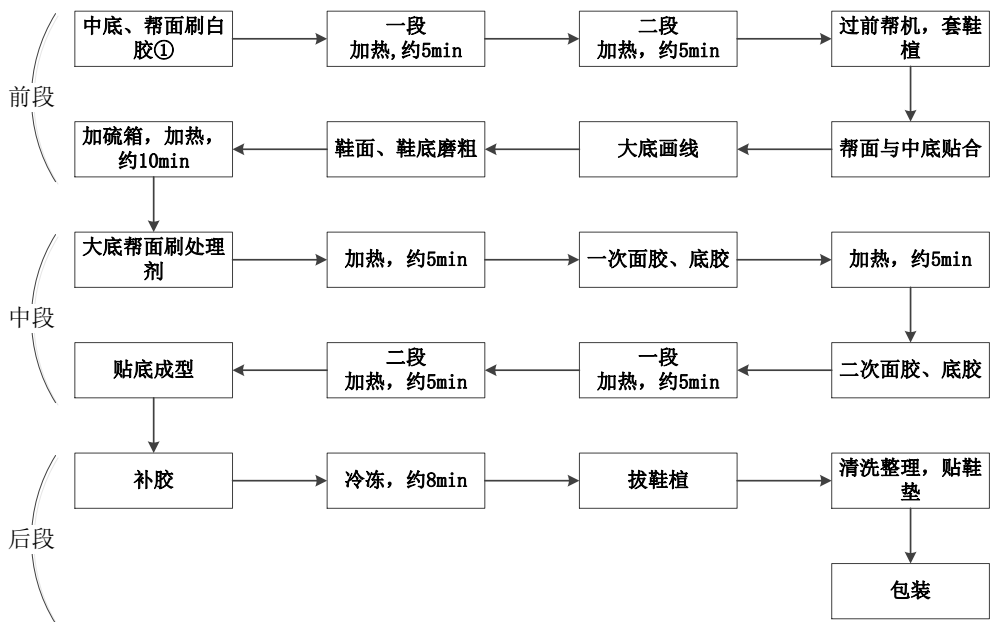 前段
中底、帮面刷白
胶①
一段
加热,约5min
二段
加热，约5min
过前帮机，套鞋
楦
帮面与中底贴合
大底画线
鞋面、鞋底磨粗
加硫箱，加热，
约10min
中段
大底帮面刷处理
剂
加热，约5min
一次面胶、底胶
加热，约5min
二次面胶、底胶
一段
加热，约5min
二段
加热，约5min
贴底成型
后段
补胶
冷冻，约8min
拔鞋楦
清洗整理，贴鞋
垫
包装